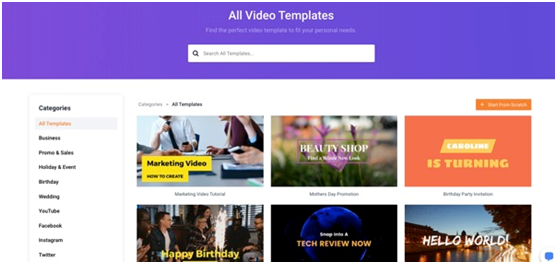 All Video Templates
Find the perfect video template to fit your personal needs.
Search All Templates...
Categories
All Templates
Business
Promo & Sales
Holiday & Event
Birthday
Wedding
YouTube
Facebook
Instagram
Twitter
Categories > All Templates
+ Start From Scratch
Marketing Video
HOW TO CREATE
Marketing Video Tutorial
BEAUTY SHOP
Find a Whole New Look
Mothers Day Promotion
CAROLINE
IS TURNING
Birthday Party Invitation
Happy Birthday
Snap into A
TECH REVIEW NOW
HELLO WORLD!